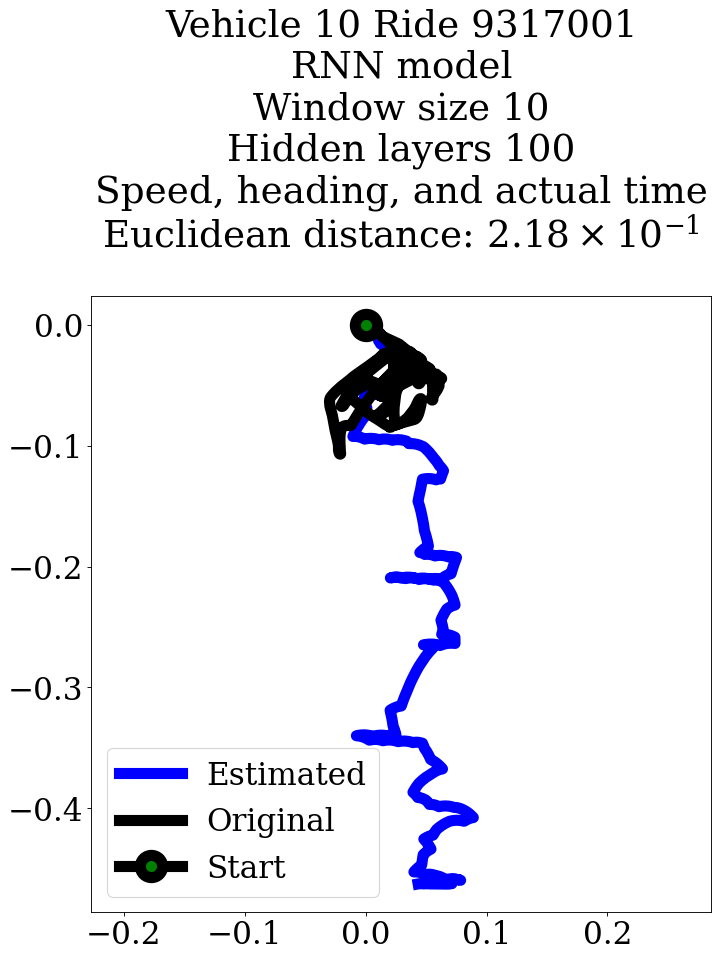 Vehicle 10 Ride 9317001
RNN model
Window size 10
Hidden layers 100
Speed, heading, and actual time
Euclidean distance: 2.18 × 10⁻¹
0.0
−0.1
−0.2
−0.3
−0.4
Estimated
Original
Start
−0.2 −0.1 0.0 0.1 0.2